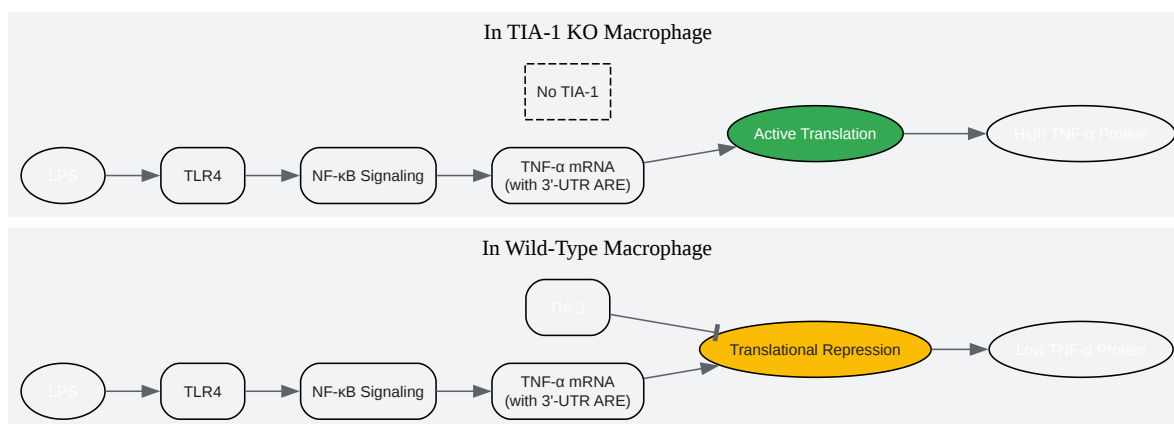 In TIA-1 KO Macrophage
No TIA-1
Active Translation
High TNF-α Protein
LPS
TLR4
NF-κB Signaling
TNF-α mRNA
(with 3'-UTR ARE)
In Wild-Type Macrophage
TIA-1
Translational Repression
Low TNF-α Protein
LPS
TLR4
NF-κB Signaling
TNF-α mRNA
(with 3'-UTR ARE)